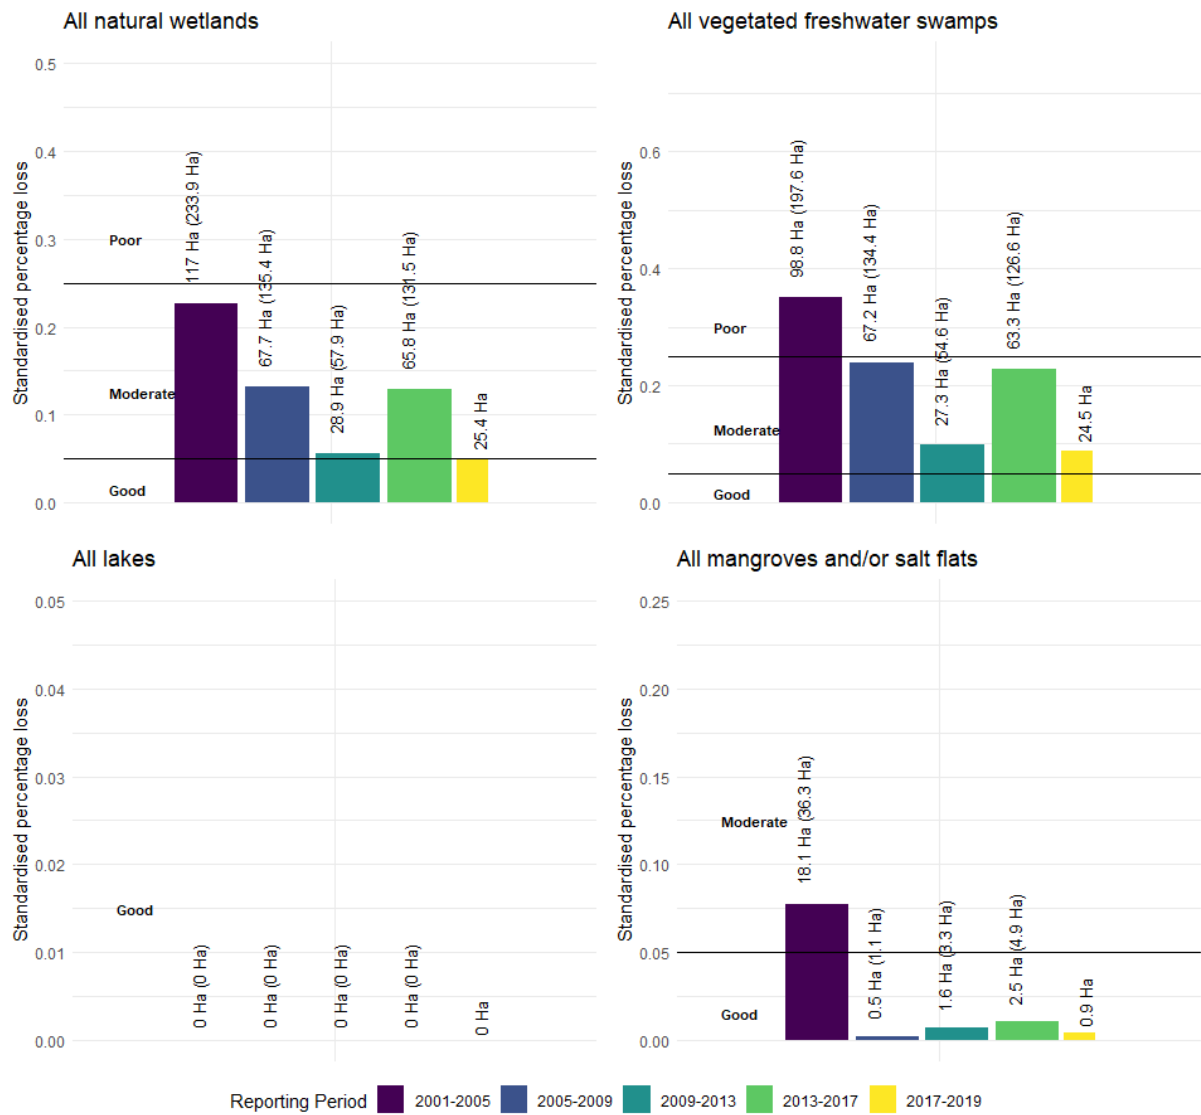 All natural wetlands
Standardised percentage loss
0.5
0.4
0.3
0.2
0.1
0.0
Poor
Moderate
Good
117 Ha (233.9 Ha)
67.7 Ha (135.4 Ha)
28.9 Ha (57.9 Ha)
65.8 Ha (131.5 Ha)
25.4 Ha
All vegetated freshwater swamps
Standardised percentage loss
0.6
0.4
0.2
0.0
Poor
Moderate
Good
98.8 Ha (197.6 Ha)
67.2 Ha (134.4 Ha)
27.3 Ha (54.6 Ha)
63.3 Ha (126.6 Ha)
24.5 Ha
All lakes
Standardised percentage loss
0.05
0.04
0.03
0.02
0.01
0.00
Good
0 Ha (0 Ha)
0 Ha (0 Ha)
0 Ha (0 Ha)
0 Ha (0 Ha)
0 Ha
All mangroves and/or salt flats
Standardised percentage loss
0.25
0.20
0.15
0.10
0.05
0.00
Moderate
Good
18.1 Ha (36.3 Ha)
0.5 Ha (1.1 Ha)
1.6 Ha (3.3 Ha)
2.5 Ha (4.9 Ha)
0.9 Ha
Reporting Period 2001-2005 2005-2009 2009-2013 2013-2017 2017-2019